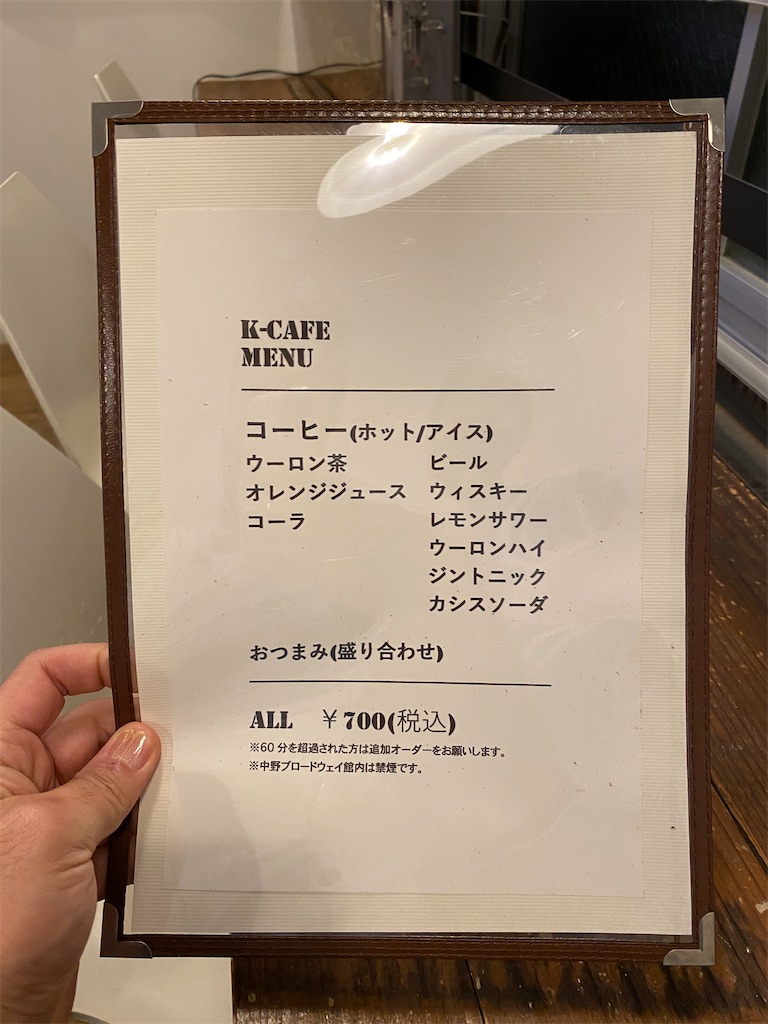 K-CAFE
MENU
コーヒー(ホット/アイス)
ウーロン茶
オレンジジュース
コーラ
ビール
ウィスキー
レモンサワー
ウーロンハイ
ジントニック
カシスソーダ
おつまみ(盛り合わせ)
ALL ￥700(税込)
※60 分を超過された方は追加オーダーをお願いします。
※中野ブロードウェイ館内は禁煙です。